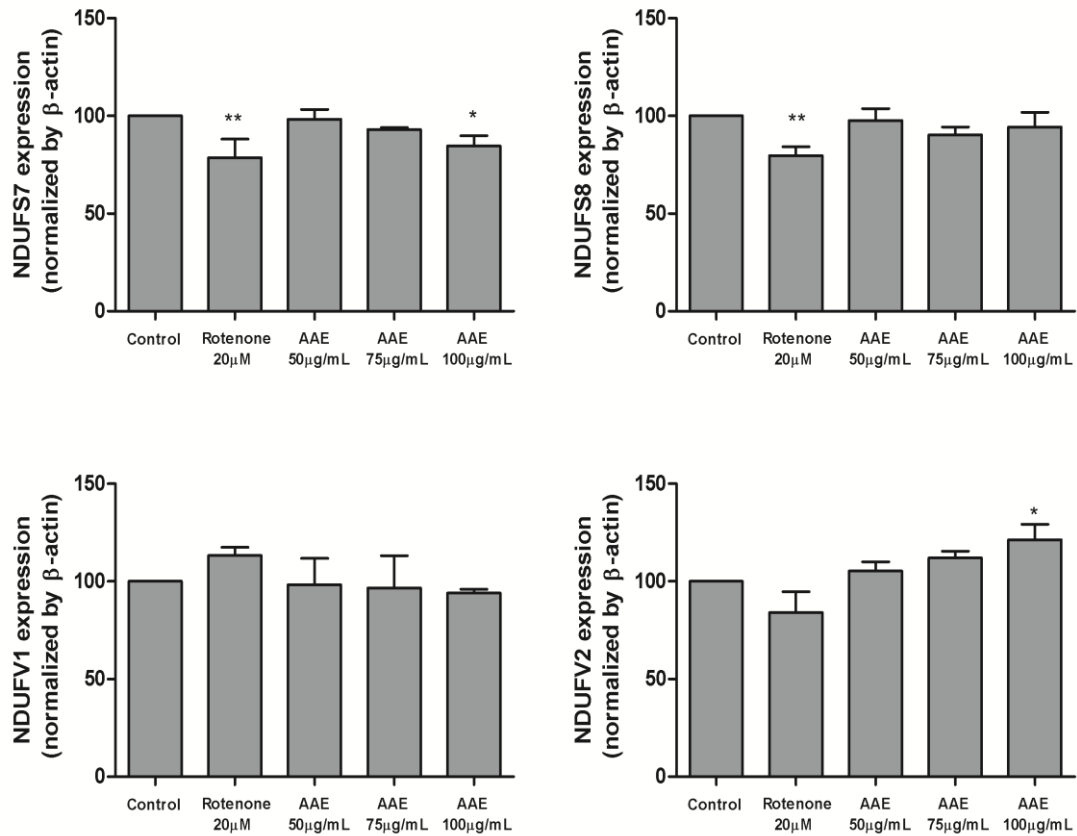 NDUFS7 expression
(normalized by β-actin)
150
100
50
0
**
*
Control
Rotenone
20μM
AAE
50μg/mL
AAE
75μg/mL
AAE
100μg/mL
NDUFS8 expression
(normalized by β-actin)
150
100
50
0
**
Control
Rotenone
20μM
AAE
50μg/mL
AAE
75μg/mL
AAE
100μg/mL
NDUFV1 expression
(normalized by β-actin)
150
100
50
0
Control
Rotenone
20μM
AAE
50μg/mL
AAE
75μg/mL
AAE
100μg/mL
NDUFV2 expression
(normalized by β-actin)
150
100
50
0
*
Control
Rotenone
20μM
AAE
50μg/mL
AAE
75μg/mL
AAE
100μg/mL